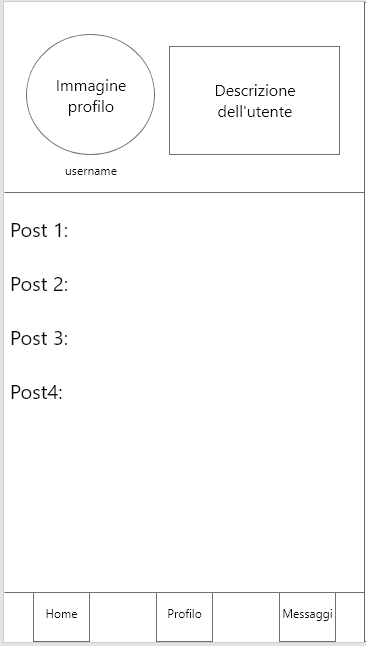 Immagine
profilo
Descrizione
dell'utente
username
Post 1:
Post 2:
Post 3:
Post4:
Home
Profilo
Messaggi